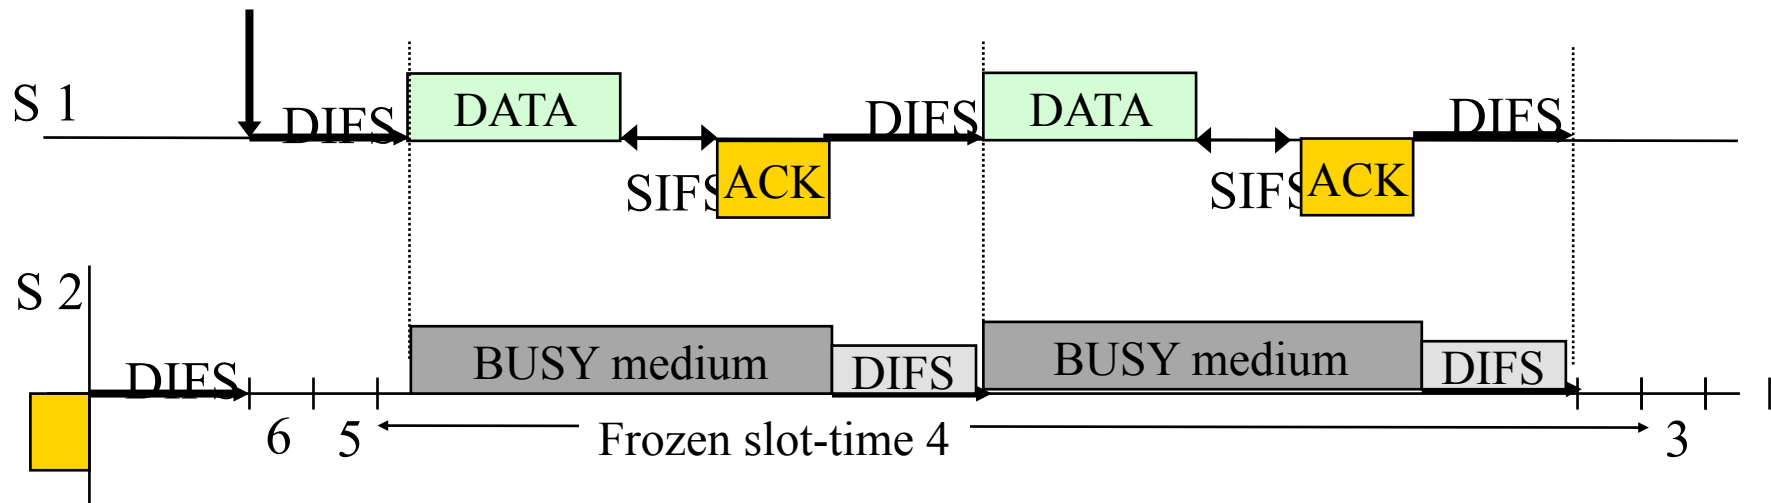 S 1
DIFS DATA SIFS ACK DIFS DATA SIFS ACK DIFS
S 2
DIFS BUSY medium DIFS BUSY medium DIFS
6 5 Frozen slot-time 4 3